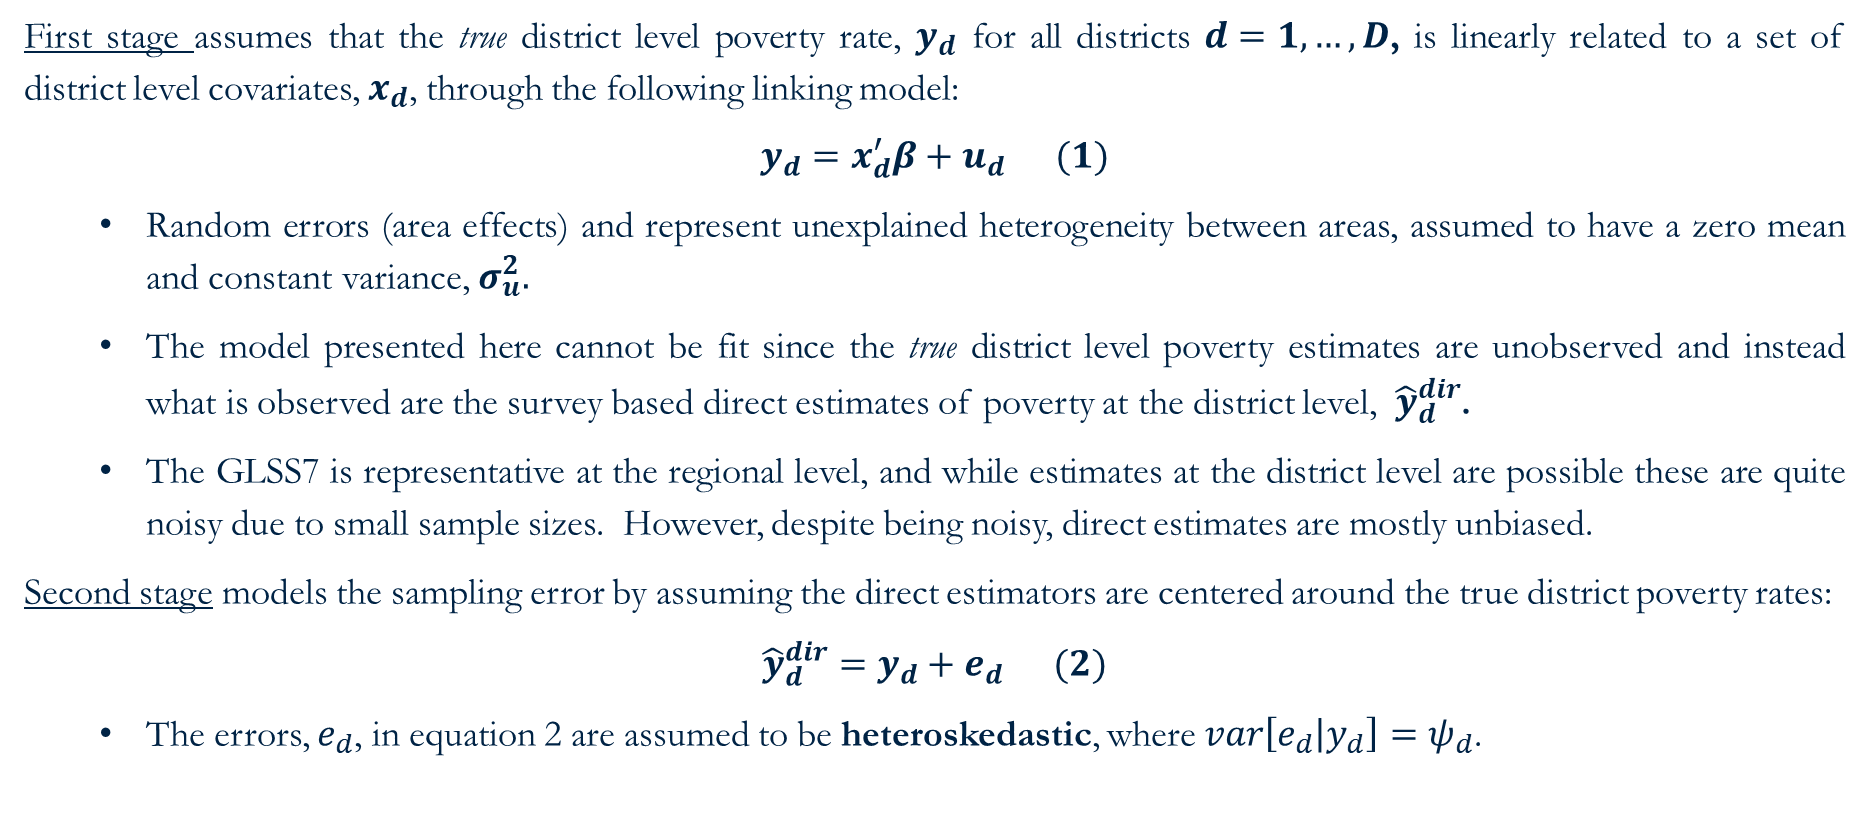 First stage assumes that the true district level poverty rate, y_d for all districts d = 1, … , D, is linearly related to a set of
district level covariates, x_d, through the following linking model:
y_d = x′_d β + u_d (1)
• Random errors (area effects) and represent unexplained heterogeneity between areas, assumed to have a zero mean
and constant variance, σ²_u.
• The model presented here cannot be fit since the true district level poverty estimates are unobserved and instead
what is observed are the survey based direct estimates of poverty at the district level, ŷ_d^dir.
• The GLSS7 is representative at the regional level, and while estimates at the district level are possible these are quite
noisy due to small sample sizes. However, despite being noisy, direct estimates are mostly unbiased.
Second stage models the sampling error by assuming the direct estimators are centered around the true district poverty rates:
ŷ_d^dir = y_d + e_d (2)
• The errors, e_d, in equation 2 are assumed to be heteroskedastic, where var[e_d|y_d] = ψ_d.